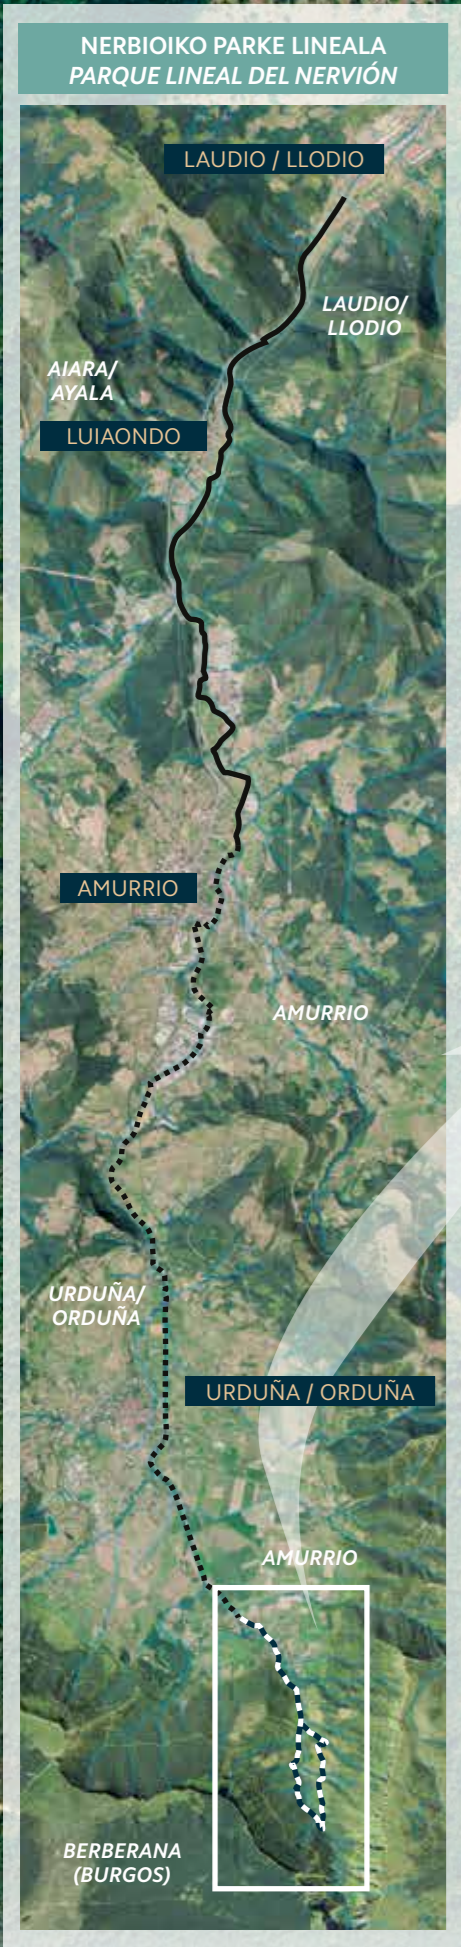 NERBIOIKO PARKE LINEALA
PARQUE LINEAL DEL NERVIÓN
LAUDIO / LLODIO
LAUDIO/
LLODIO
AIARA/
AYALA
LUIAONDO
AMURRIO
AMURRIO
URDUÑA/
ORDUÑA
URDUÑA / ORDUÑA
AMURRIO
BERBERANA
(BURGOS)